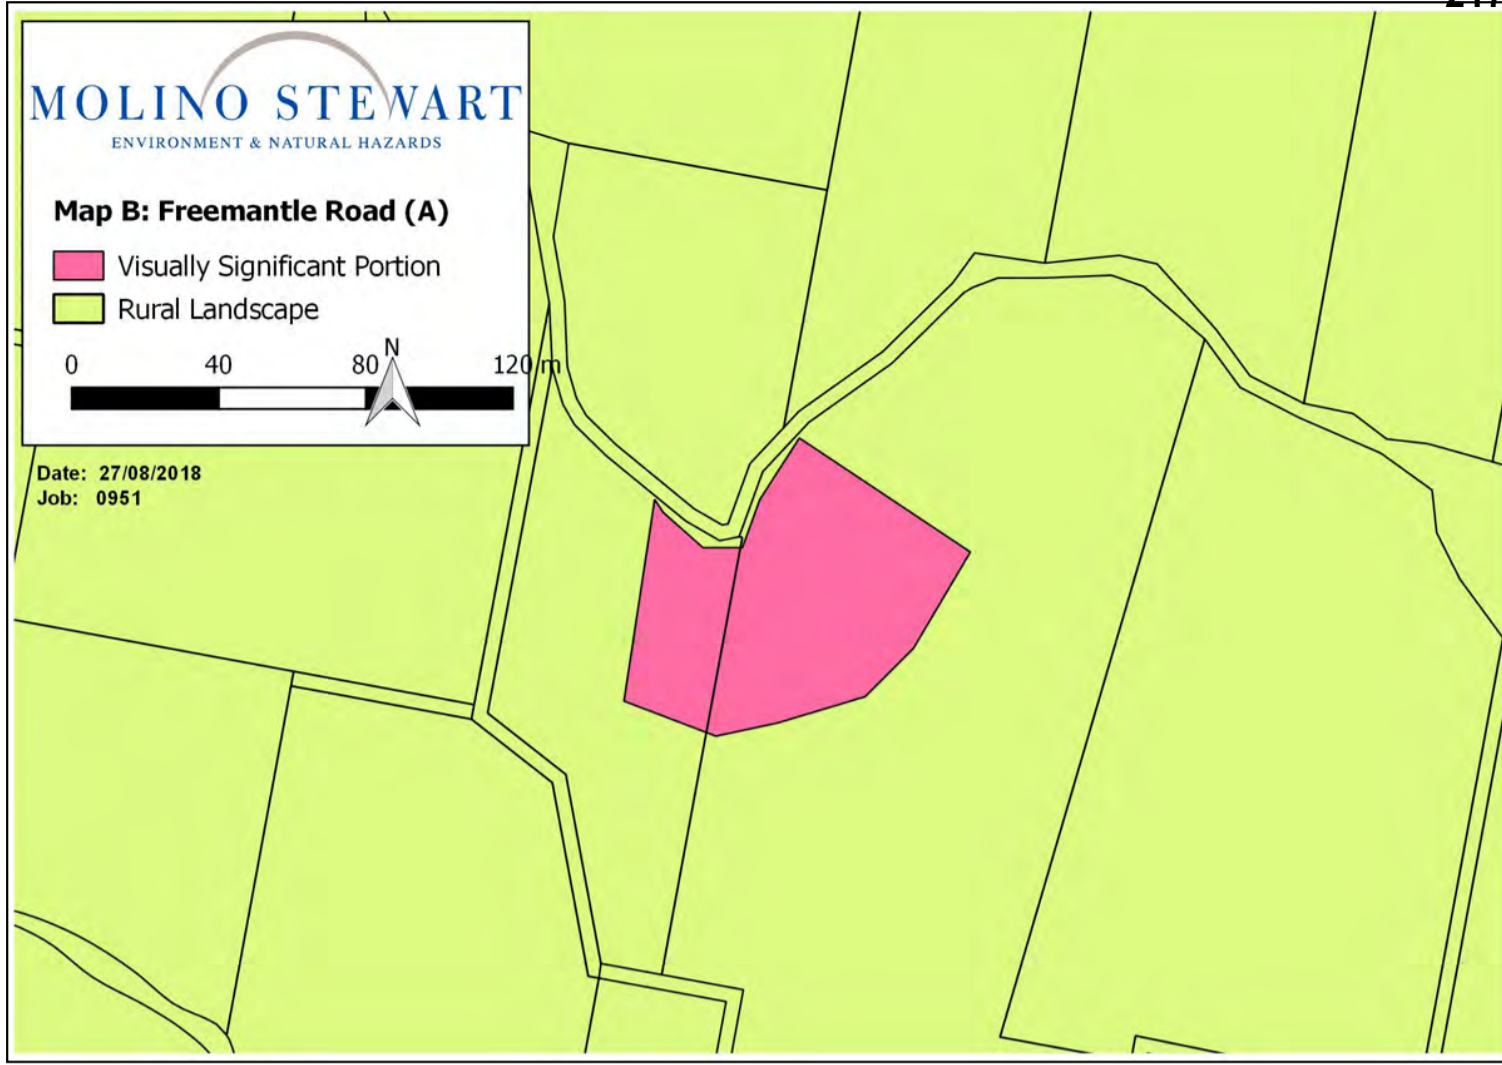 MOLINO STEWART
ENVIRONMENT & NATURAL HAZARDS
Map B: Freemantle Road (A)
Visually Significant Portion
Rural Landscape
N
0 40 80 120 m
Date: 27/08/2018
Job: 0951